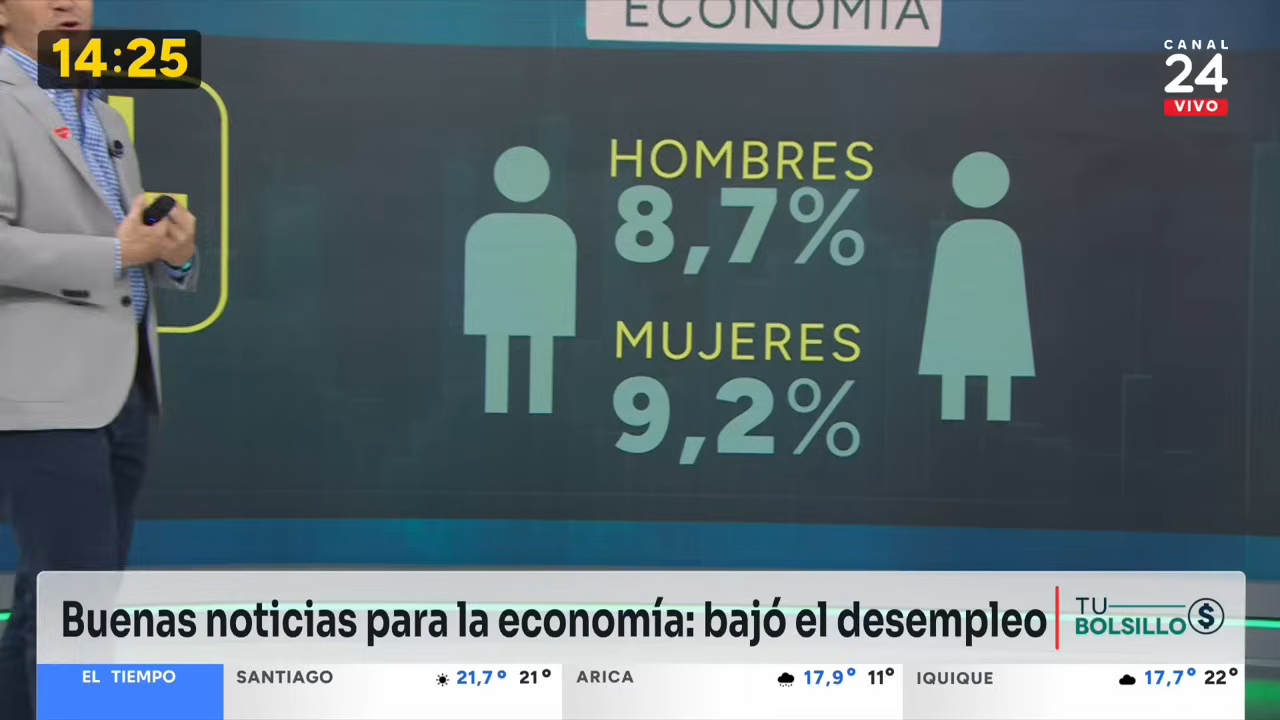 ECONOMÍA
14:25
CANAL
24
VIVO
HOMBRES
8,7%
MUJERES
9,2%
Buenas noticias para la economía: bajó el desempleo
TU
BOLSILLO
$
EL TIEMPO
SANTIAGO 21,7° 21°
ARICA 17,9° 11°
IQUIQUE 17,7° 22°